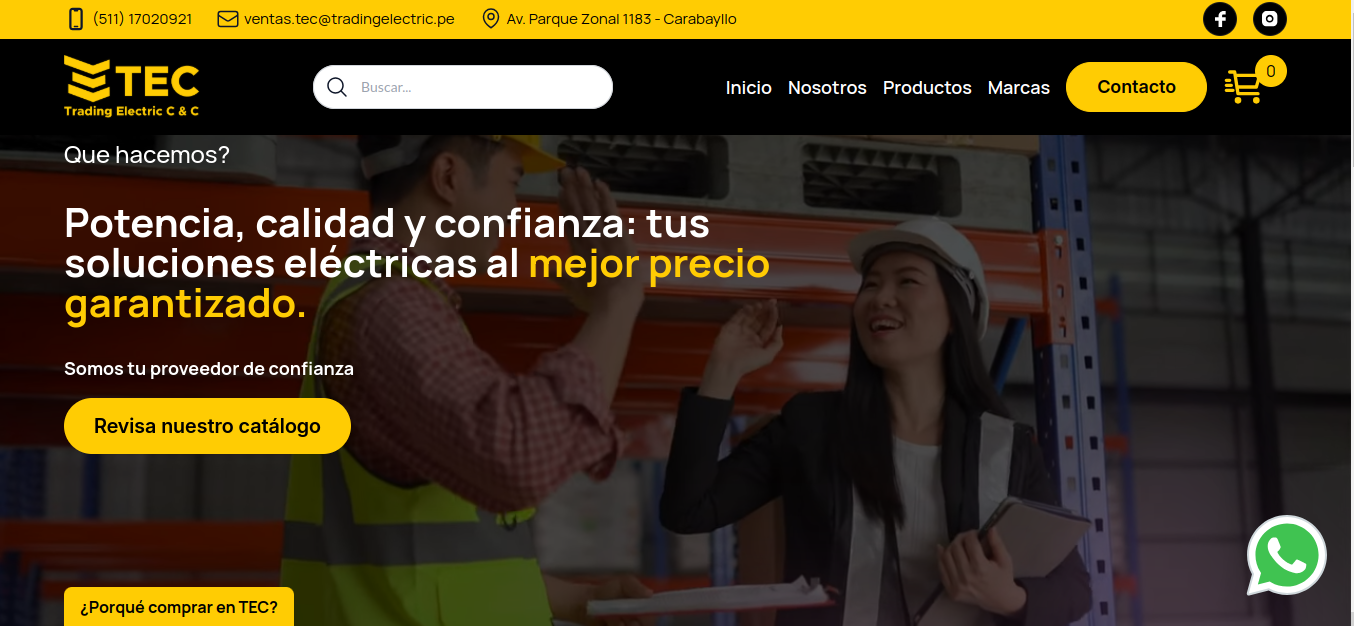 (511) 17020921 ventas.tec@tradingelectric.pe Av. Parque Zonal 1183 - Carabayllo
TEC
Trading Electric C & C
Buscar...
Inicio Nosotros Productos Marcas Contacto 0
Que hacemos?
Potencia, calidad y confianza: tus
soluciones eléctricas al mejor precio
garantizado.
Somos tu proveedor de confianza
Revisa nuestro catálogo
¿Porqué comprar en TEC?